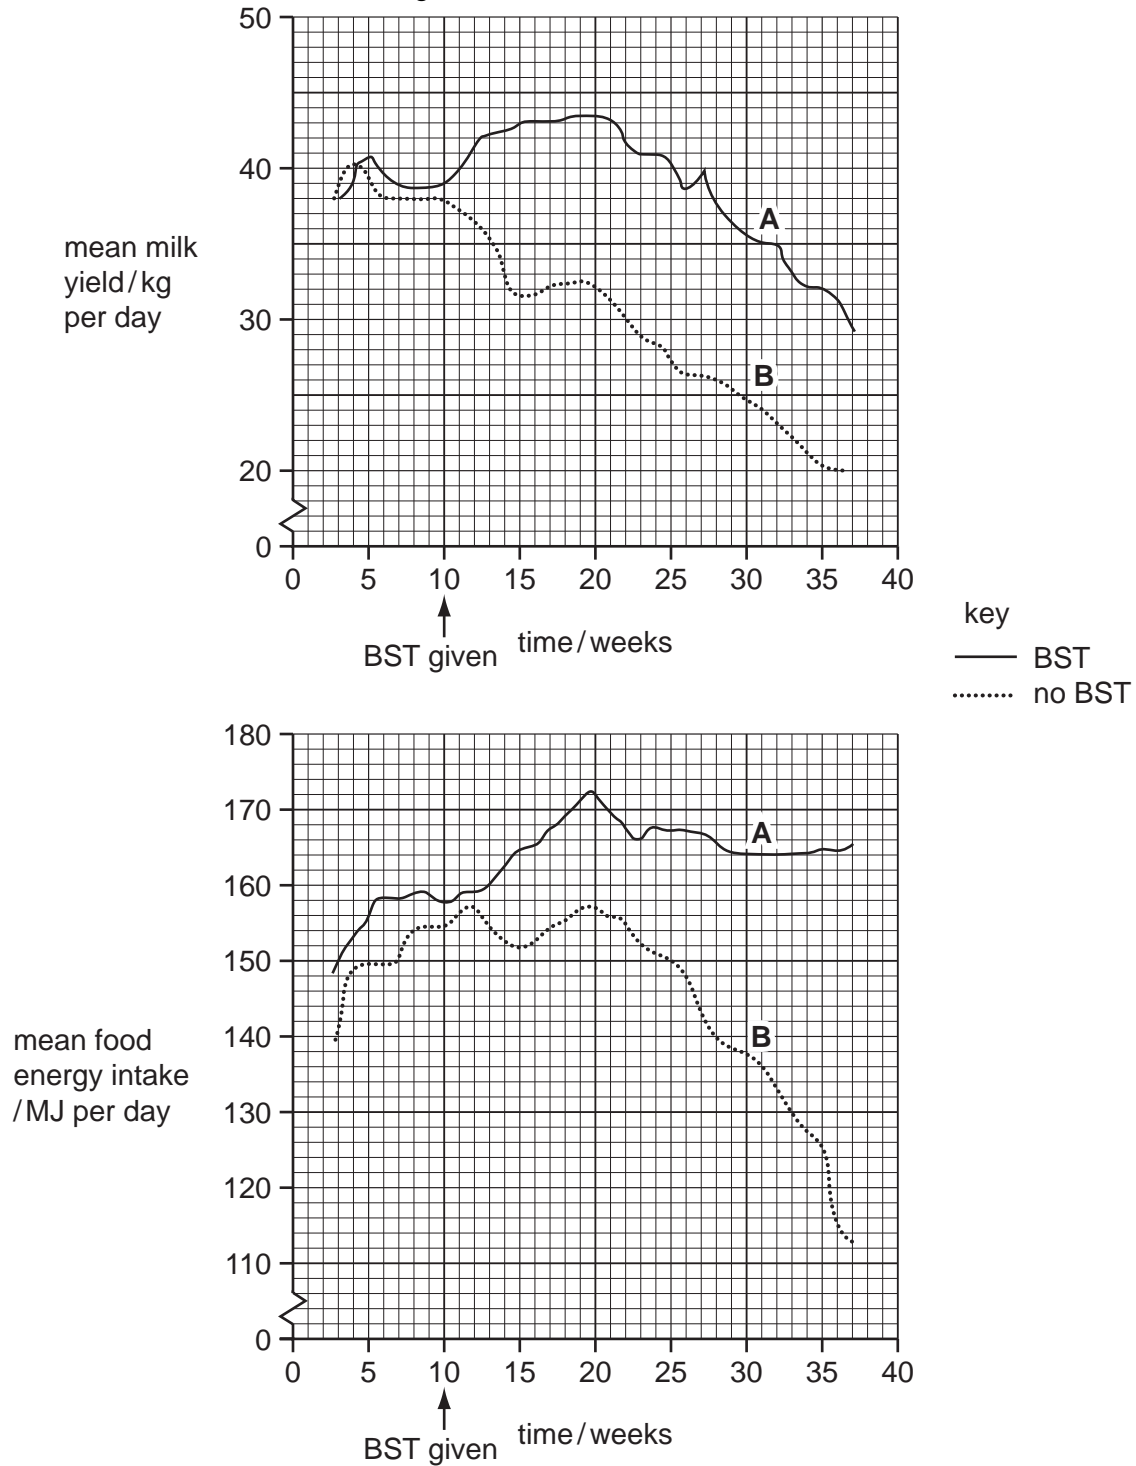 50
40
30
20
0
mean milk
yield / kg
per day
A
B
0 5 10 15 20 25 30 35 40
BST given
time / weeks
key
BST
no BST
180
170
160
150
140
130
120
110
0
mean food
energy intake
/ MJ per day
A
B
0 5 10 15 20 25 30 35 40
BST given
time / weeks